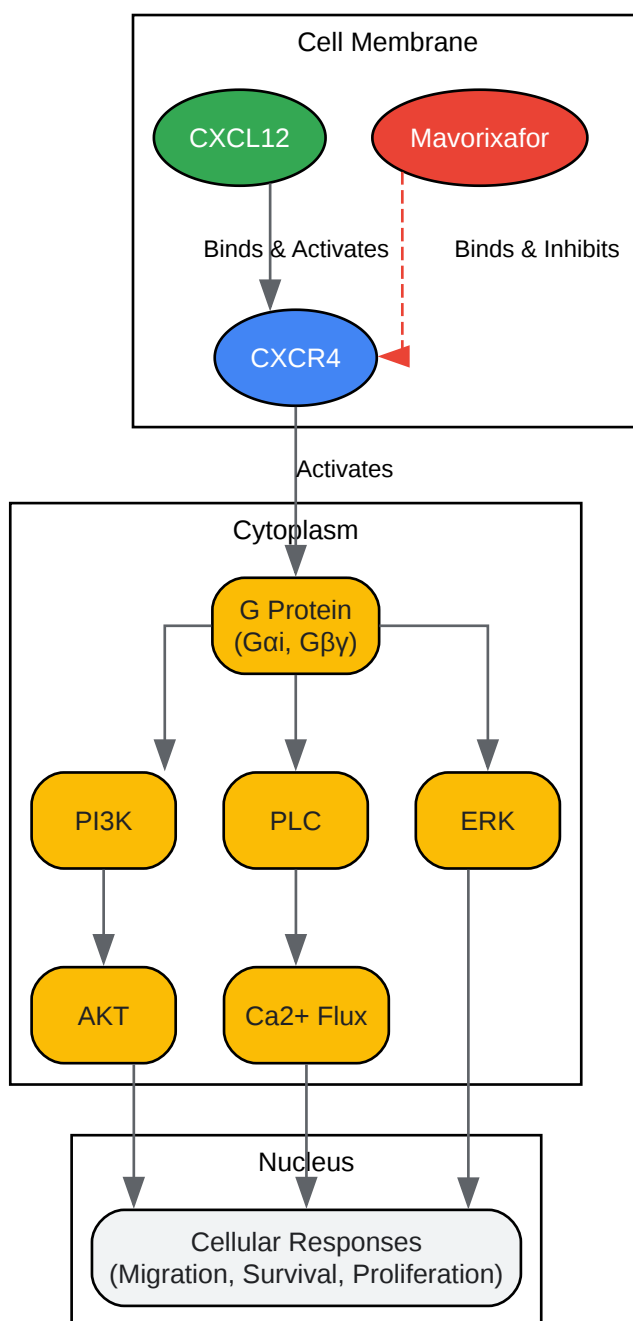 Cell Membrane
CXCL12
Mavorixafor
Binds & Activates
Binds & Inhibits
CXCR4
Activates
Cytoplasm
G Protein
(Gαi, Gβγ)
PI3K
PLC
ERK
AKT
Ca2+ Flux
Nucleus
Cellular Responses
(Migration, Survival, Proliferation)